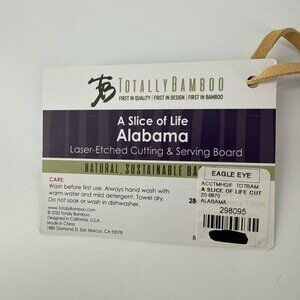 TB TOTALLYBAMBOO
FIRST IN QUALITY | FIRST IN DESIGN | FIRST IN BAMBOO
A Slice of Life
Alabama
Laser-Etched Cutting & Serving Board
NATURAL, SUSTAINABLE BA
CARE:
Wash before first use. Always hand wash with
warm water and mild detergent. Towel dry.
Do not soak or wash in dishwasher.
www.TotallyBamboo.com
© 2020 Totally Bamboo
Designed in California, U.S.A.
Made in China
1880 Diamond St. San Marcos, CA 92078
28
8
EAGLE EYE
ACCTMHGIF TOTBAM
A SLICE OF LIFE CUT
20-8870
ALABAMA
298095